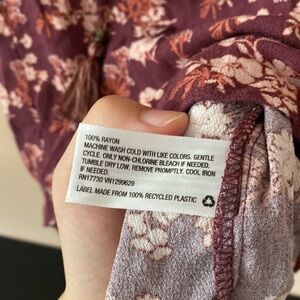 100% RAYON
MACHINE WASH COLD WITH LIKE COLORS. GENTLE
CYCLE. ONLY NON-CHLORINE BLEACH IF NEEDED.
TUMBLE DRY LOW. REMOVE PROMPTLY. COOL IRON
IF NEEDED.
RN17730 VN1299629
LABEL MADE FROM 100% RECYCLED PLASTIC